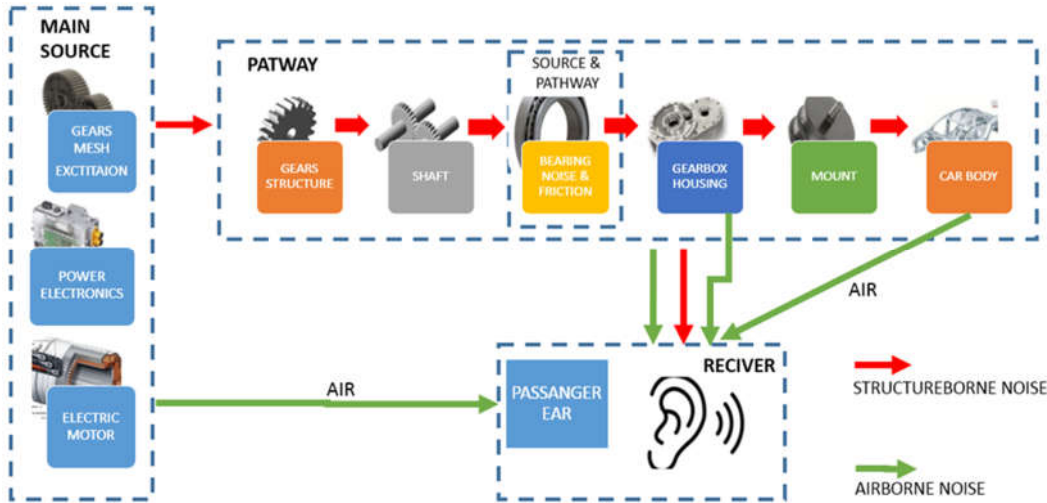 MAIN
SOURCE
GEARS
MESH
EXCTITAION
POWER
ELECTRONICS
ELECTRIC
MOTOR
PATWAY
SOURCE &
PATHWAY
GEARS
STRUCTURE
SHAFT
BEARING
NOISE &
FRICTION
GEARBOX
HOUSING
MOUNT
CAR BODY
AIR
AIR
RECIVER
PASSANGER
EAR
STRUCTUREBORNE NOISE
AIRBORNE NOISE